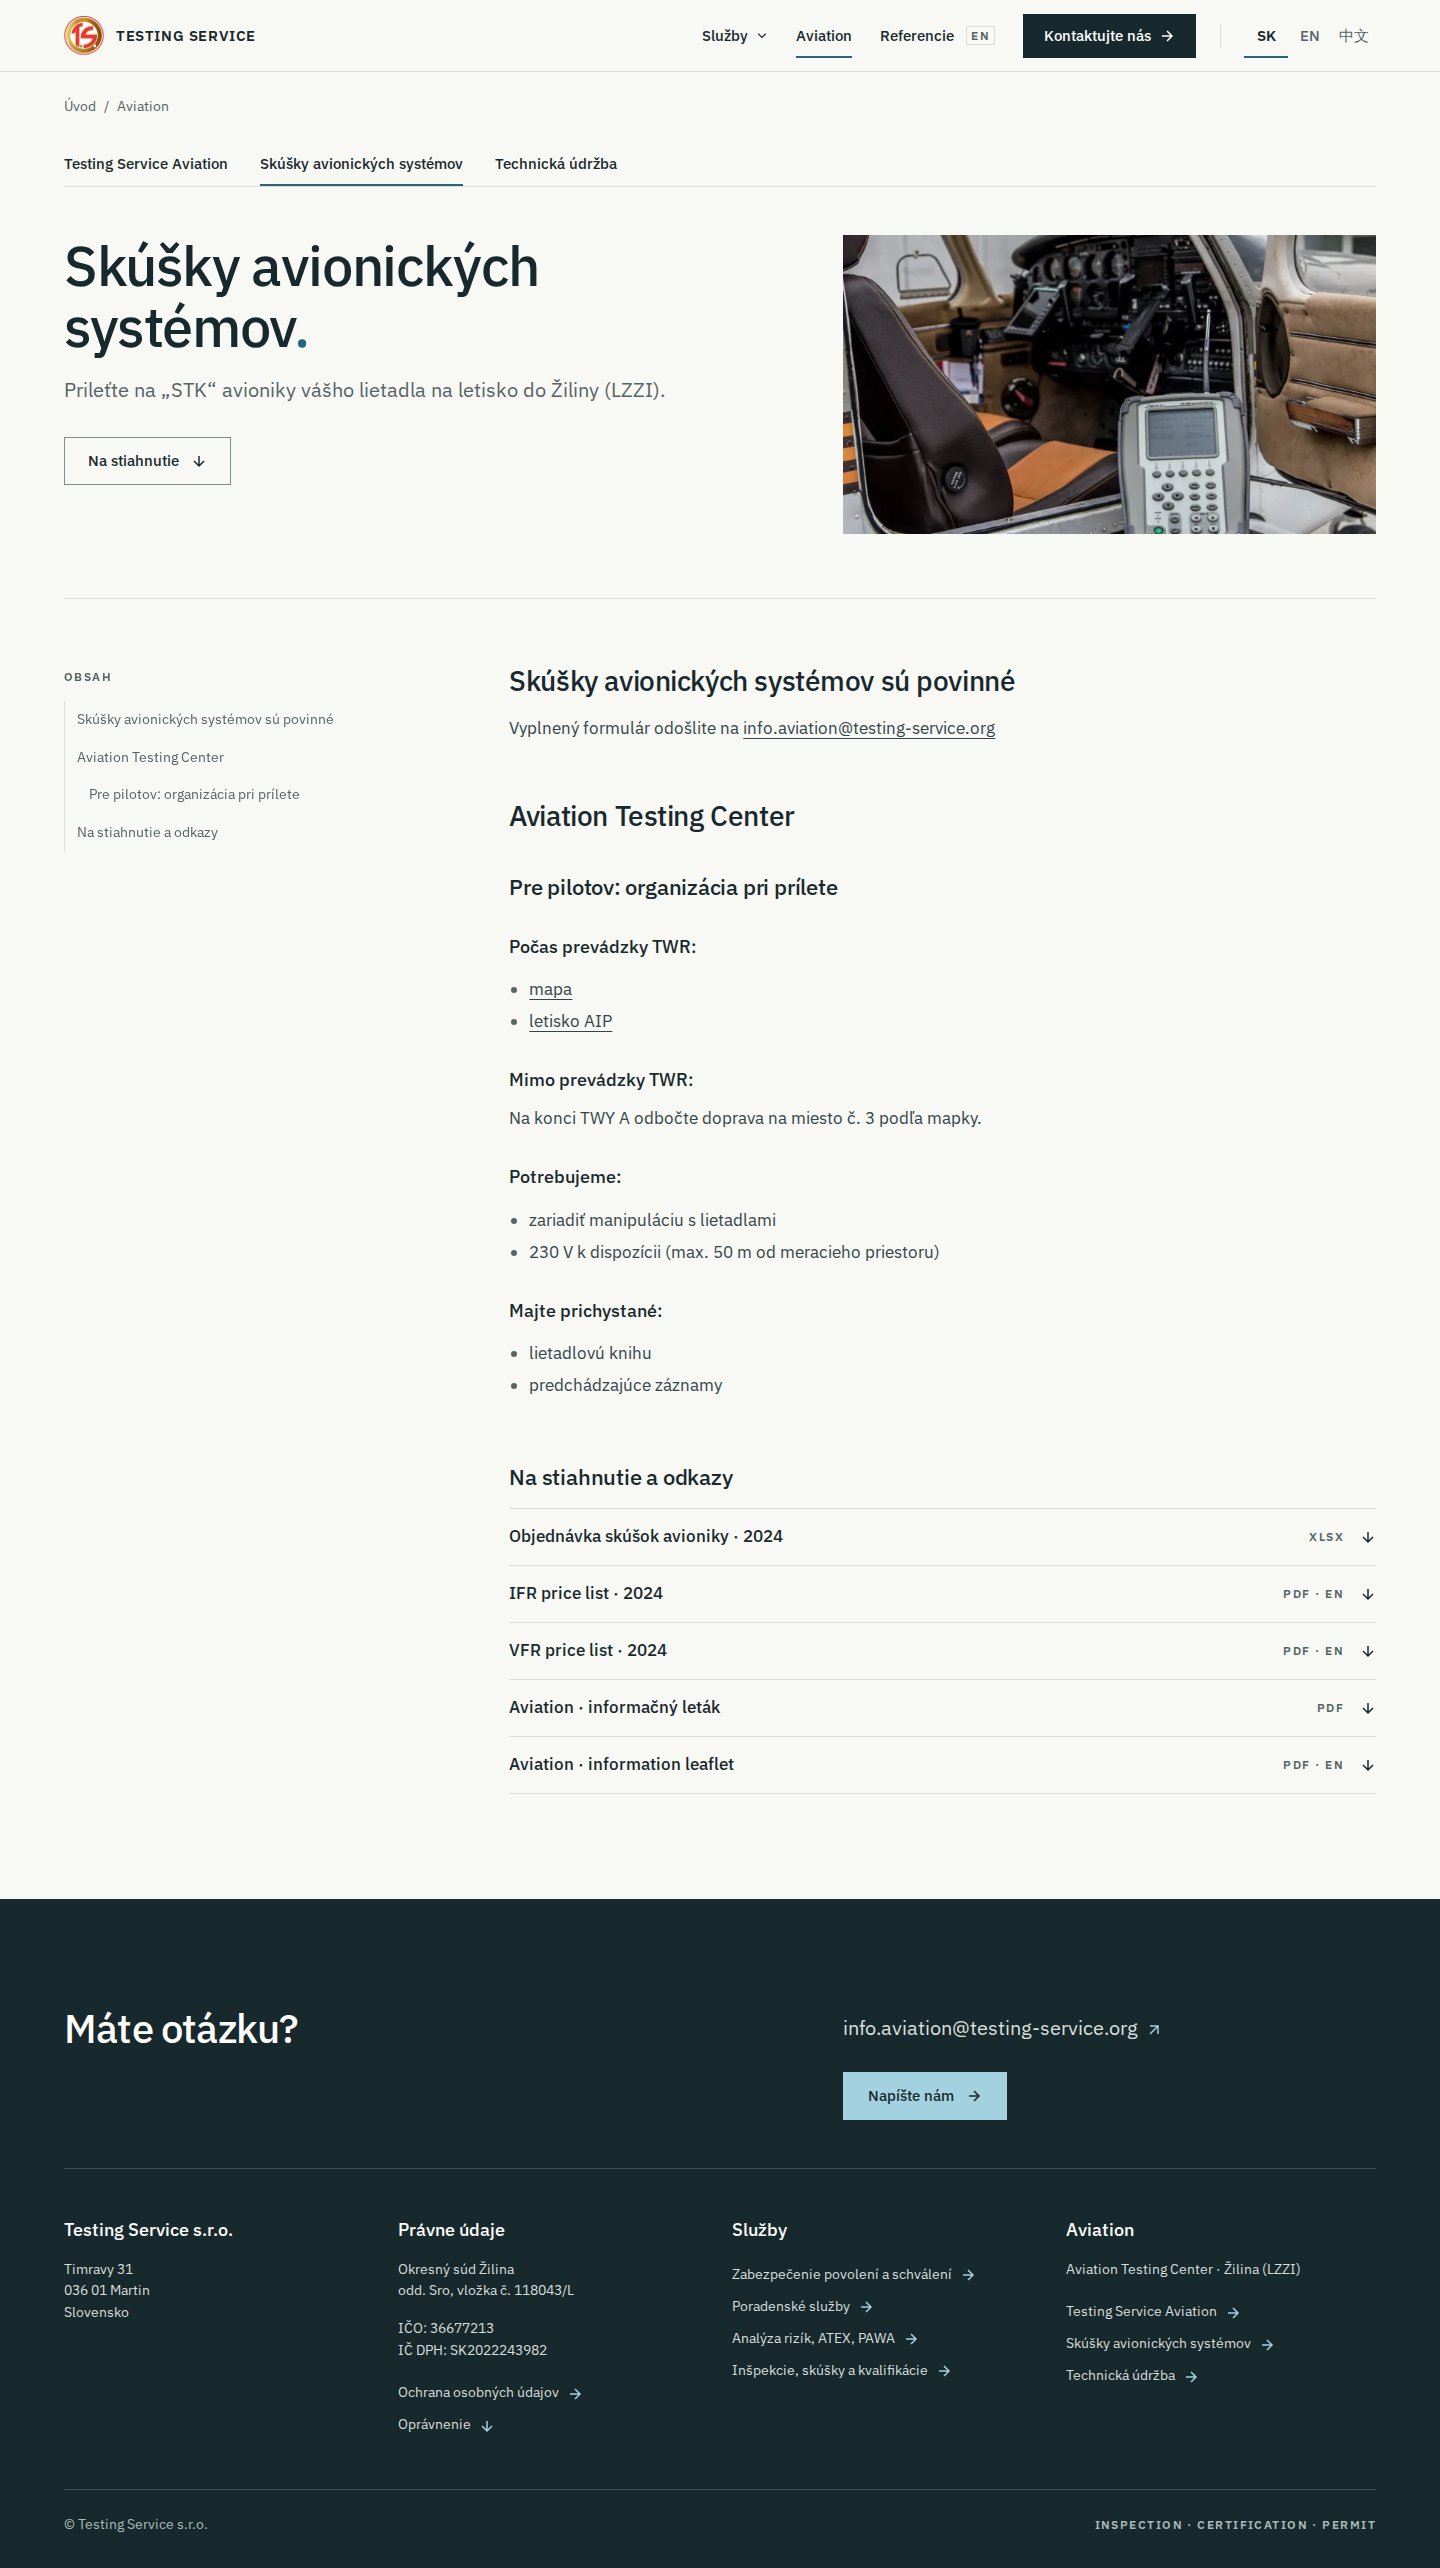 TESTING SERVICE
Služby
Aviation
Referencie EN
Kontaktujte nás
SK
EN
中文
Úvod / Aviation
Testing Service Aviation
Skúšky avionických systémov
Technická údržba
Skúšky avionických
systémov.
Prileťte na „STK“ avioniky vášho lietadla na letisko do Žiliny (LZZI).
Na stiahnutie
OBSAH
Skúšky avionických systémov sú povinné
Aviation Testing Center
Pre pilotov: organizácia pri prílete
Na stiahnutie a odkazy
Skúšky avionických systémov sú povinné
Vyplnený formulár odošlite na info.aviation@testing-service.org
Aviation Testing Center
Pre pilotov: organizácia pri prílete
Počas prevádzky TWR:
mapa
letisko AIP
Mimo prevádzky TWR:
Na konci TWY A odbočte doprava na miesto č. 3 podľa mapky.
Potrebujeme:
zariadiť manipuláciu s lietadlami
230 V k dispozícii (max. 50 m od meracieho priestoru)
Majte prichystané:
lietadlovú knihu
predchádzajúce záznamy
Na stiahnutie a odkazy
Objednávka skúšok avioniky · 2024 XLSX
IFR price list · 2024 PDF · EN
VFR price list · 2024 PDF · EN
Aviation · informačný leták PDF
Aviation · information leaflet PDF · EN
Máte otázku?
info.aviation@testing-service.org
Napíšte nám
Testing Service s.r.o.
Timravy 31
036 01 Martin
Slovensko
Právne údaje
Okresný súd Žilina
odd. Sro, vložka č. 118043/L
IČO: 36677213
IČ DPH: SK2022243982
Ochrana osobných údajov
Oprávnenie
Služby
Zabezpečenie povolení a schválení
Poradenské služby
Analýza rizík, ATEX, PAWA
Inšpekcie, skúšky a kvalifikácie
Aviation
Aviation Testing Center · Žilina (LZZI)
Testing Service Aviation
Skúšky avionických systémov
Technická údržba
© Testing Service s.r.o.
INSPECTION · CERTIFICATION · PERMIT